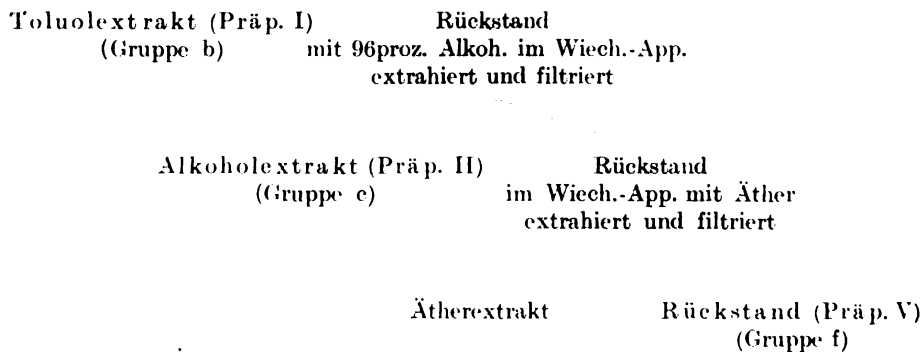 Toluolextrakt (Präp. I) Rückstand
(Gruppe b) mit 96proz. Alkoh. im Wiech.-App.
extrahiert und filtriert
Alkoholextrakt (Präp. II) Rückstand
(Gruppe c) im Wiech.-App. mit Äther
extrahiert und filtriert
Ätherextrakt Rückstand (Präp. V)
(Gruppe f)